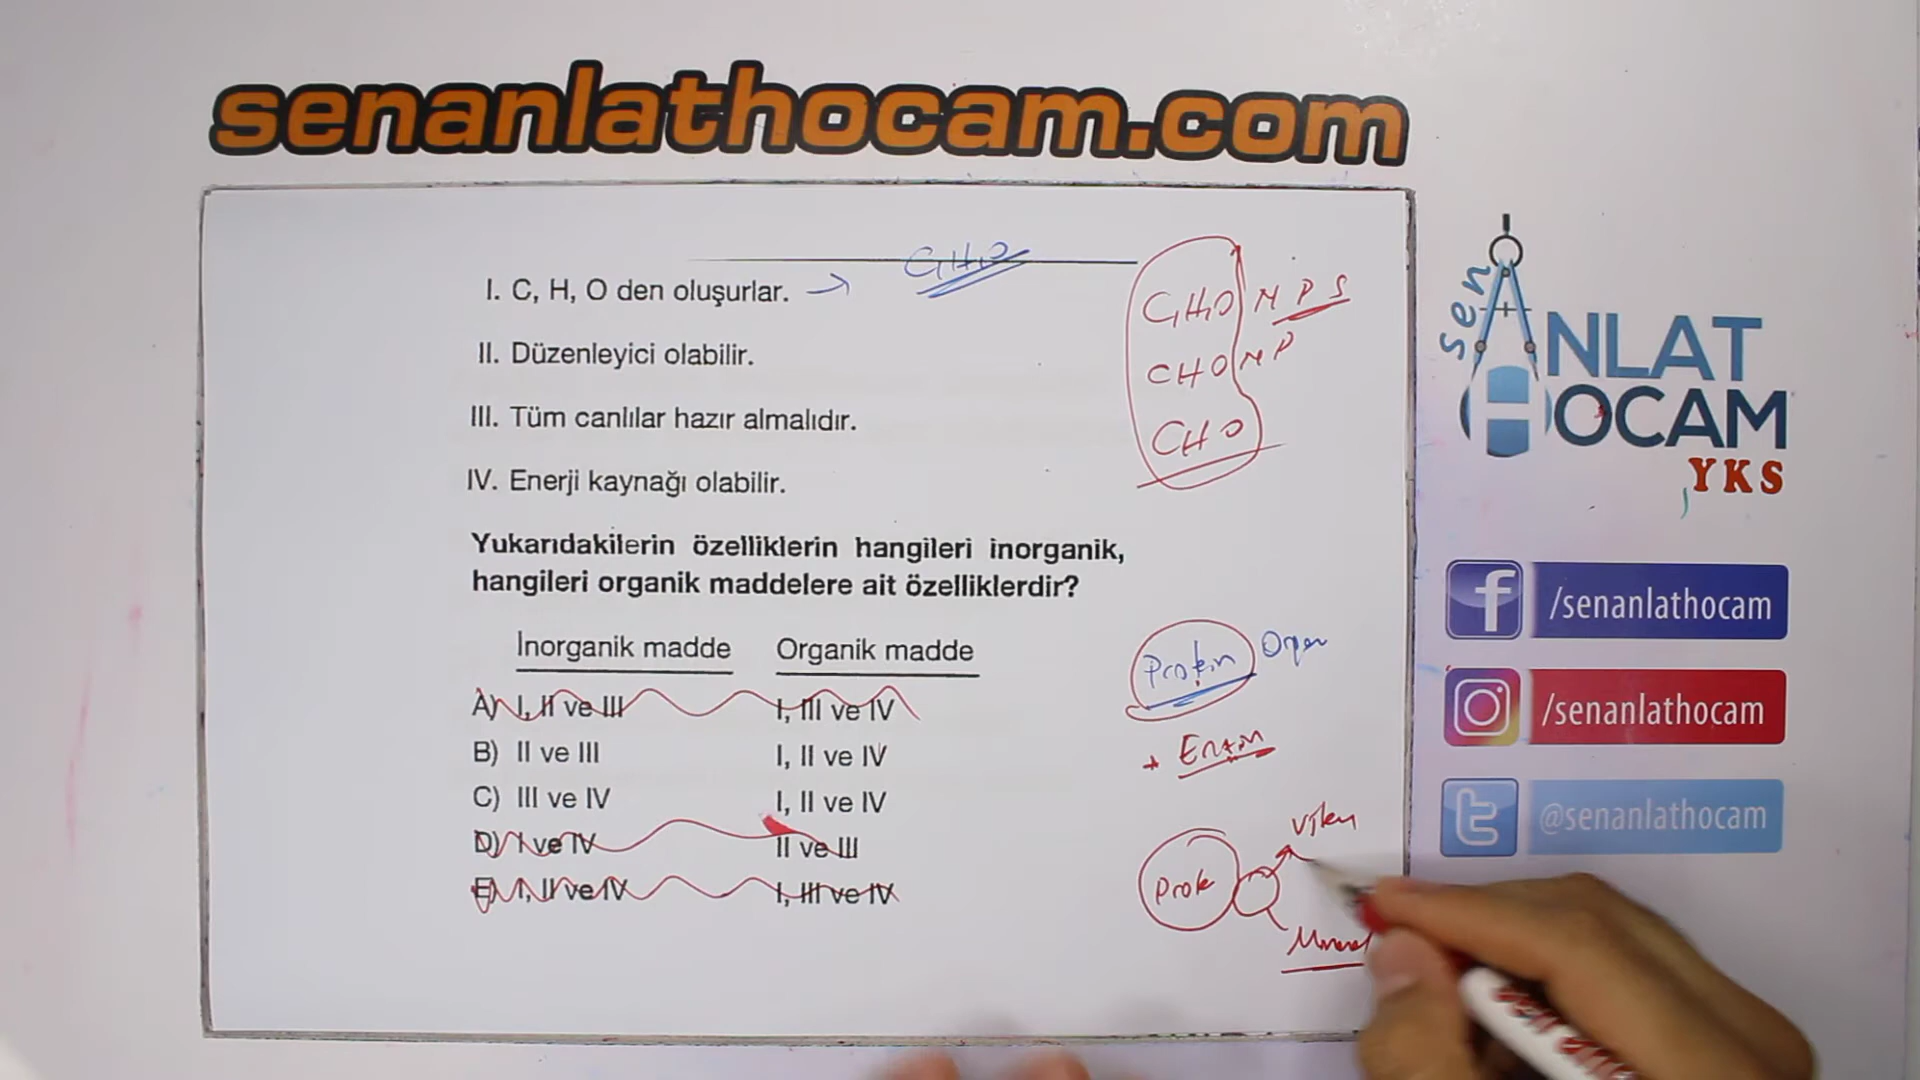 senanlathocam.com
C, H, O
I. C, H, O den oluşurlar.
II. Düzenleyici olabilir.
III. Tüm canlılar hazır almalıdır.
IV. Enerji kaynağı olabilir.
C, H, O N P S
CHO N P
CHO
Yukarıdakilerin özelliklerin hangileri inorganik,
hangileri organik maddelere ait özelliklerdir?
İnorganik madde Organik madde
A) I, II ve III I, III ve IV
B) II ve III I, II ve IV
C) III ve IV I, II ve IV
D) I ve IV II ve III
E) I, II ve IV I, III ve IV
Protein
+ Enzim
Prote
Mineral
sen
ANLAT
HOCAM
YKS
f /senanlathocam
/senanlathocam
t @senanlathocam